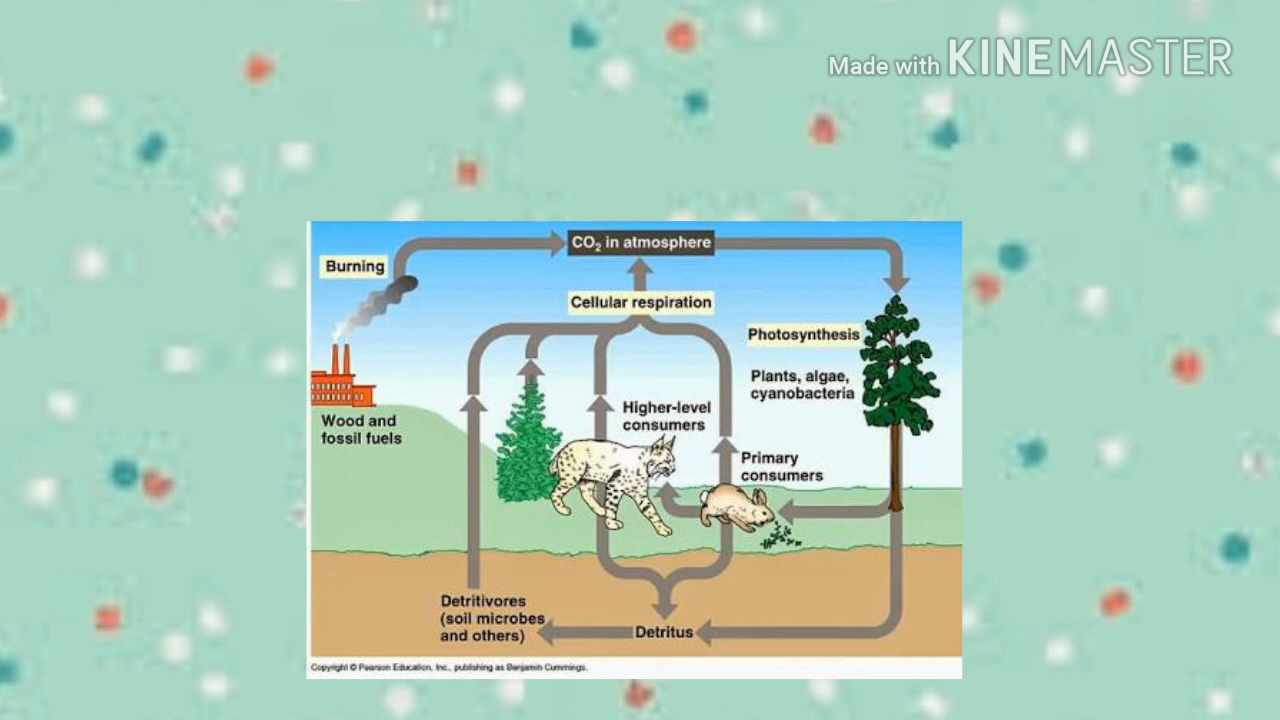 Made with KINEMASTER
CO₂ in atmosphere
Burning
Cellular respiration
Photosynthesis
Plants, algae,
cyanobacteria
Higher-level
consumers
Wood and
fossil fuels
Primary
consumers
Detritivores
(soil microbes
and others)
Detritus
Copyright © Pearson Education, Inc., publishing as Benjamin Cummings.